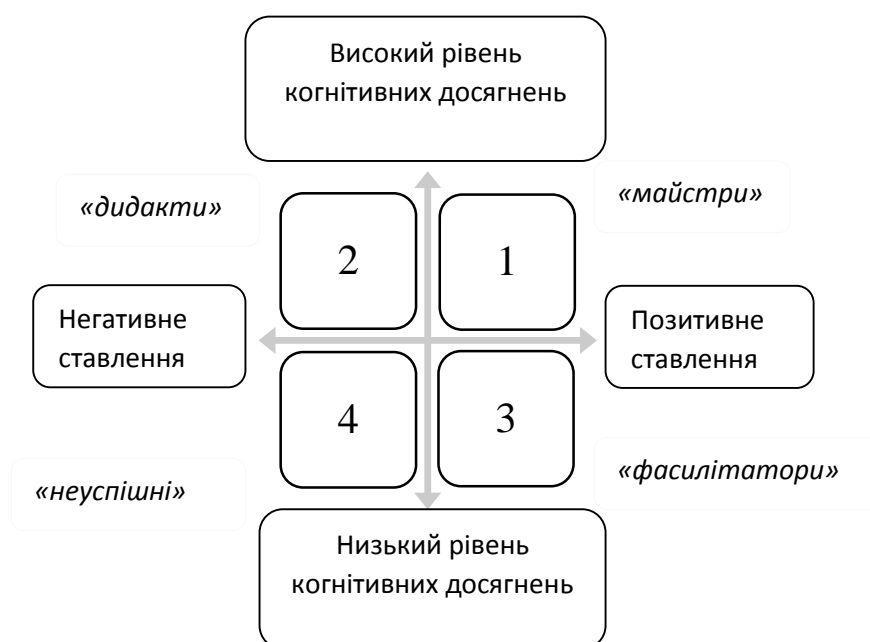 Високий рівень
когнітивних досягнень
«дидакти»
«майстри»
2
1
Негативне
ставлення
Позитивне
ставлення
4
3
«неуспішні»
«фасилітатори»
Низький рівень
когнітивних досягнень